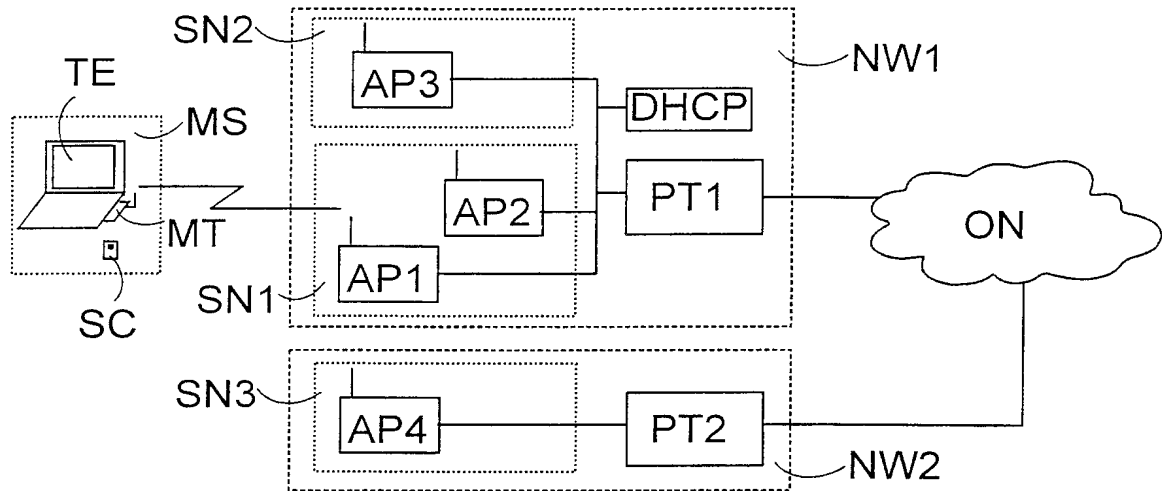 SN2
NW1
TE
AP3
DHCP
MS
AP2
PT1
ON
MT
AP1
SN1
SC
SN3
AP4
PT2
NW2